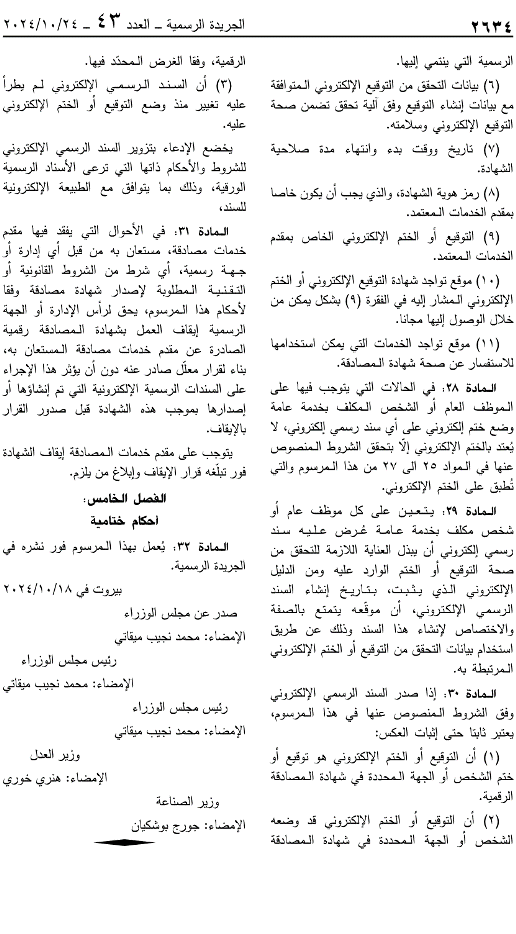 ٢٦٣٤
الجريدة الرسمية – العدد ٤٣ – ٢٠٢٤/١٠/٢٤
الرسمية التي ينتمي إليها.
(٦) بيانات التحقق من التوقيع الإلكتروني المتوافقة
مع بيانات إنشاء التوقيع وفق آلية تحقق تضمن صحة
التوقيع الإلكتروني وسلامته.
(٧) تاريخ ووقت بدء وانتهاء مدة صلاحية
الشهادة.
(٨) رمز هوية الشهادة، والذي يجب أن يكون خاصا
بمقدم الخدمات المعتمد.
(٩) التوقيع أو الختم الإلكتروني الخاص بمقدم
الخدمات المعتمد.
(١٠) موقع تواجد شهادة التوقيع الإلكتروني أو الختم
الإلكتروني المشار إليه في الفقرة (٩) بشكل يمكن من
خلال الوصول إليها مجانا.
(١١) موقع تواجد الخدمات التي يمكن استخدامها
للاستفسار عن صحة شهادة المصادقة.
المادة ٢٨: في الحالات التي يتوجب فيها على
الموظف العام أو الشخص المكلف بخدمة عامة
وضع ختم إلكتروني على أي سند رسمي إلكتروني، لا
يُعتد بالختم الإلكتروني إلّا بتحقق الشروط المنصوص
عنها في المواد ٢٥ الى ٢٧ من هذا المرسوم والتي
تُطبق على الختم الإلكتروني.
المادة ٢٩: يتعين على كل موظف عام أو
شخص مكلف بخدمة عامة عُرض عليه سند
رسمي إلكتروني أن يبذل العناية اللازمة للتحقق من
صحة التوقيع أو الختم الوارد عليه ومن الدليل
الإلكتروني الذي يثبت، بتاريخ إنشاء السند
الرسمي الإلكتروني، أن موقّعه يتمتع بالصفة
والاختصاص لإنشاء هذا السند وذلك عن طريق
استخدام بيانات التحقق من التوقيع أو الختم الإلكتروني
المرتبطة به.
المادة ٣٠: إذا صدر السند الرسمي الإلكتروني
وفق الشروط المنصوص عنها في هذا المرسوم،
يعتبر ثابتا حتى إثبات العكس:
(١) أن التوقيع أو الختم الإلكتروني هو توقيع أو
ختم الشخص أو الجهة المحددة في شهادة المصادقة
الرقمية.
(٢) أن التوقيع أو الختم الإلكتروني قد وضعه
الشخص أو الجهة المحددة في شهادة المصادقة
الرقمية، وفقا الغرض المحدّد فيها.
(٣) أن السند الرسمي الإلكتروني لم يطرأ
عليه تغيير منذ وضع التوقيع أو الختم الإلكتروني
عليه.
يخضع الإدعاء بتزوير السند الرسمي الإلكتروني
للشروط والأحكام ذاتها التي ترعى الأسناد الرسمية
الورقية، وذلك بما يتوافق مع الطبيعة الإلكترونية
للسند،
المادة ٣١: في الأحوال التي يفقد فيها مقدم
خدمات مصادقة، مستعان به من قبل أي إدارة أو
جهة رسمية، أي شرط من الشروط القانونية أو
التقنية المطلوبة لإصدار شهادة مصادقة وفقا
لأحكام هذا المرسوم، يحق لرأس الإدارة أو الجهة
الرسمية إيقاف العمل بشهادة المصادقة رقمية
الصادرة عن مقدم خدمات مصادقة المستعان به،
بناء لقرار معلّل صادر عنه دون أن يؤثر هذا الإجراء
على السندات الرسمية الإلكترونية التي تم إنشاؤها أو
إصدارها بموجب هذه الشهادة قبل صدور القرار
بالإيقاف.
يتوجب على مقدم خدمات المصادقة إيقاف الشهادة
فور تبلّغه قرار الإيقاف وإبلاغ من يلزم.
الفصل الخامس:
أحكام ختامية
المادة ٣٢: يُعمل بهذا المرسوم فور نشره في
الجريدة الرسمية.
بيروت في ٢٠٢٤/١٠/١٨
صدر عن مجلس الوزراء
الإمضاء: محمد نجيب ميقاتي
رئيس مجلس الوزراء
الإمضاء: محمد نجيب ميقاتي
رئيس مجلس الوزراء
الإمضاء: محمد نجيب ميقاتي
وزير العدل
الإمضاء: هنري خوري
وزير الصناعة
الإمضاء: جورج بوشكيان